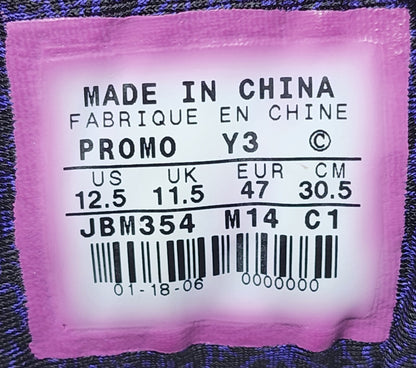 MADE IN CHINA
FABRIQUE EN CHINE
PROMO Y3 ©
US UK EUR CM
12.5 11.5 47 30.5
JBM354 M14 C1
01-18-06 0000000